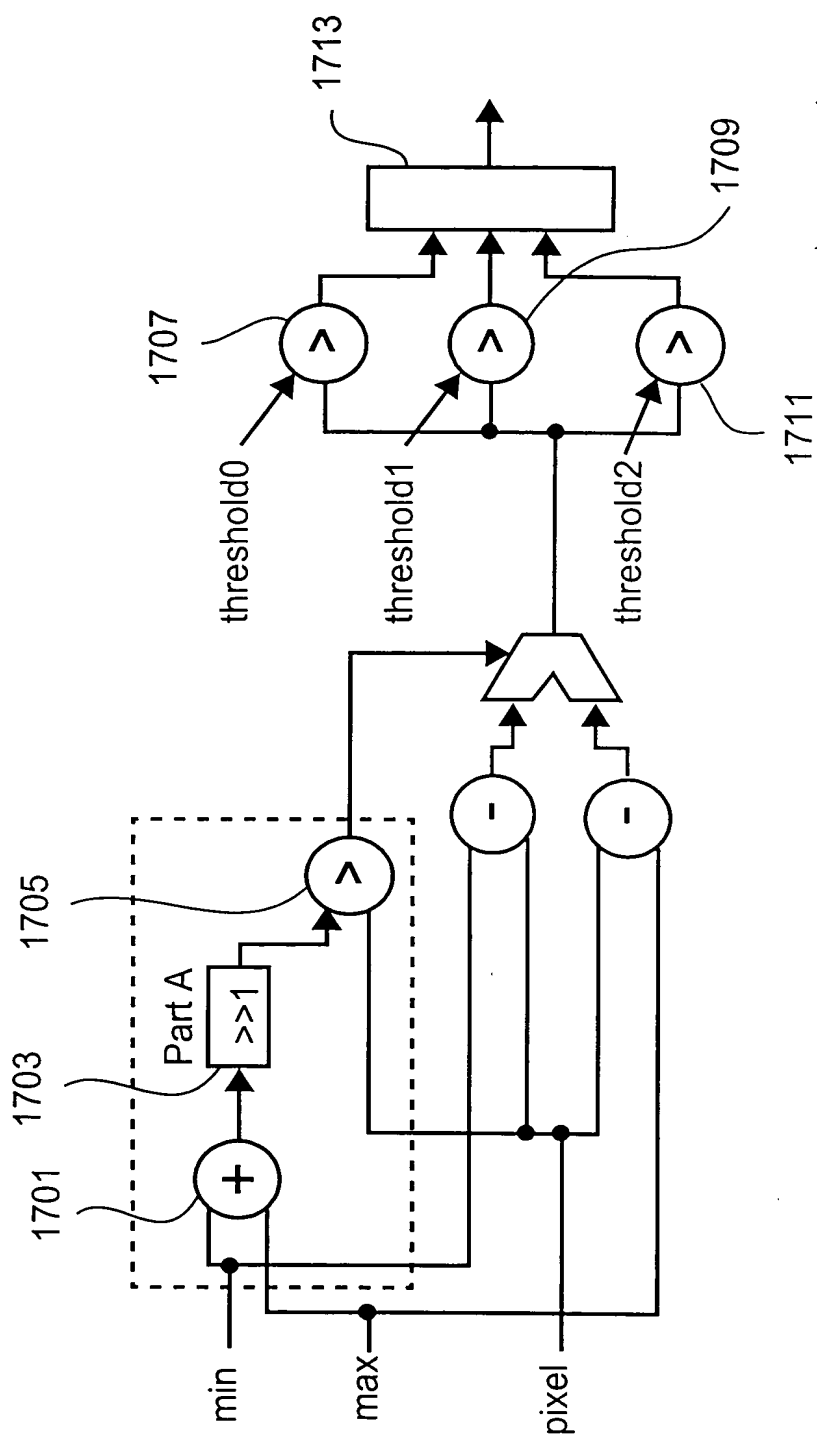 1713
1709
1707
1711
threshold0
threshold1
threshold2
>
>
>
1705
1703
1701
Part A
>>1
>
+
-
-
min
max
pixel